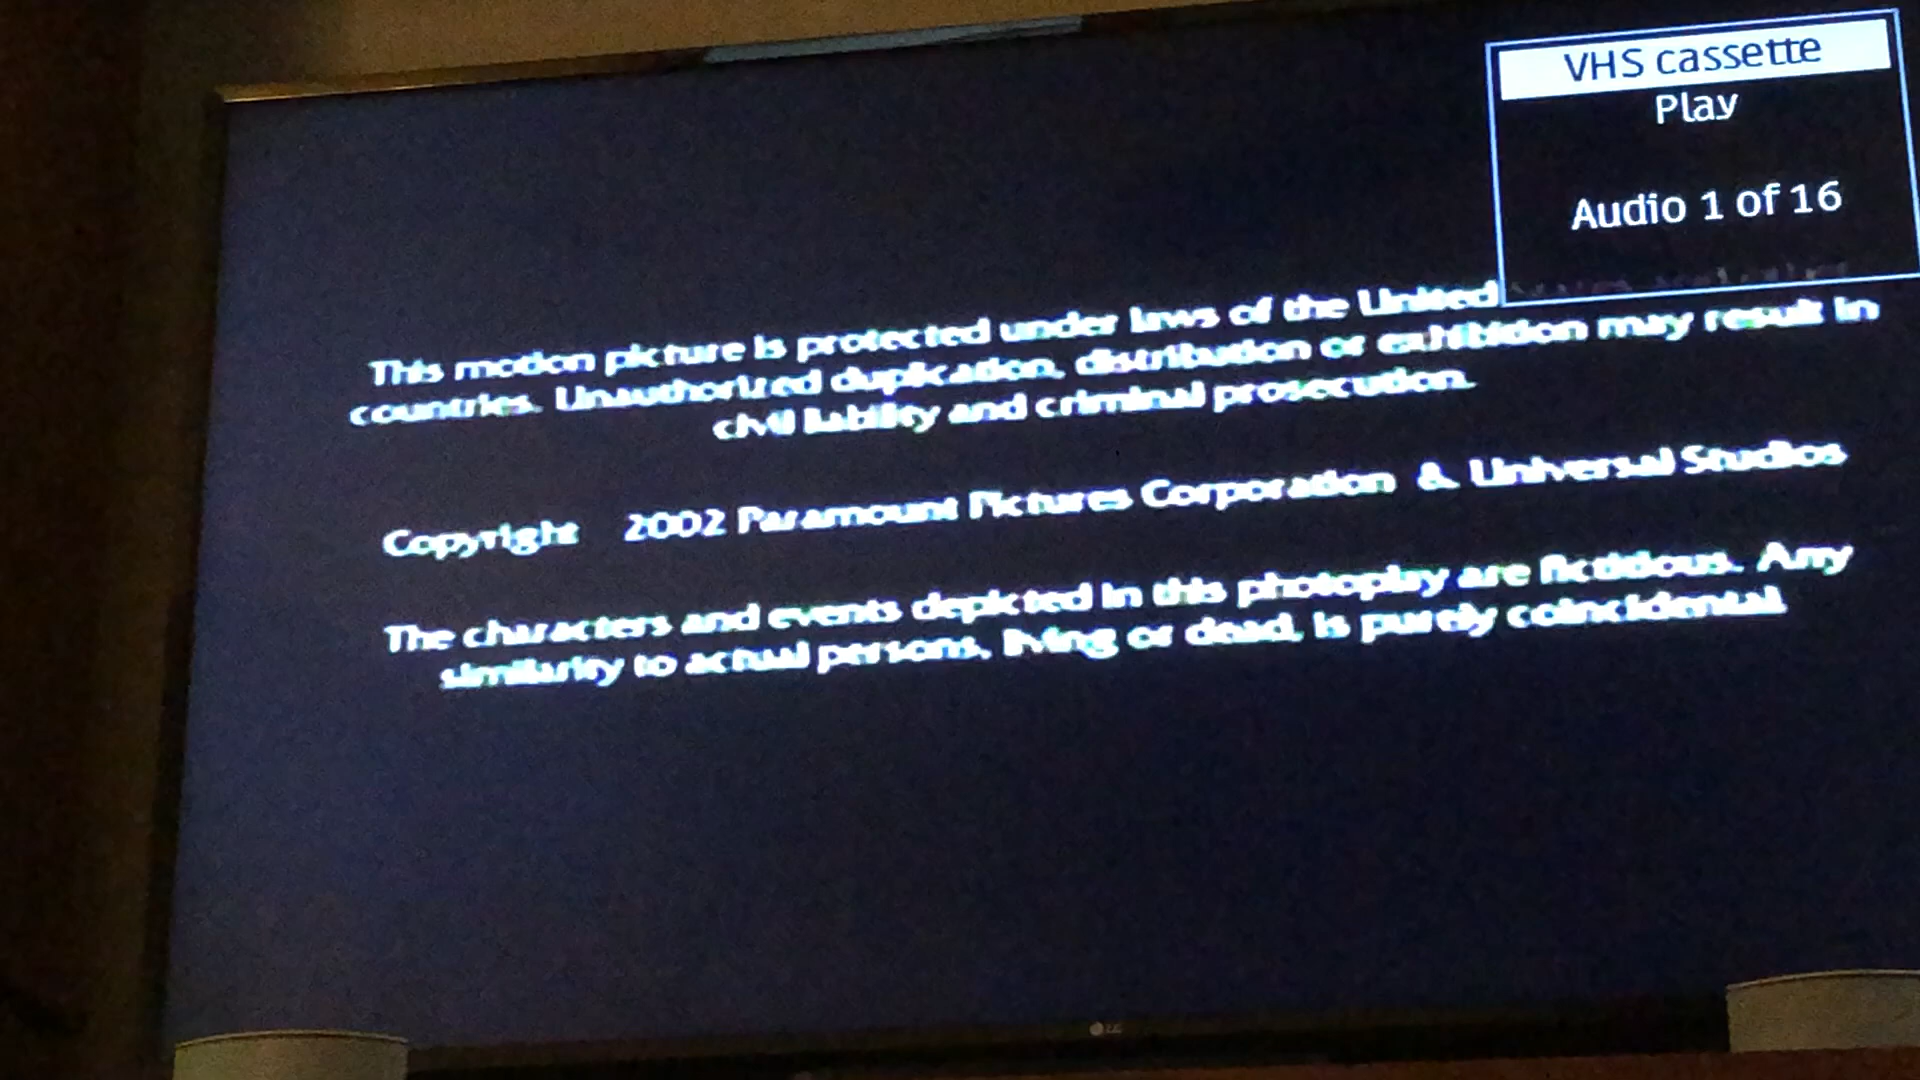 VHS cassette
Play
Audio 1 of 16
This motion picture is protected under laws of the United
countries. Unauthorized duplication, distribution or exhibition may result in
civil liability and criminal prosecution.
Copyright 2002 Paramount Pictures Corporation & Universal Studios
The characters and events depicted in this photoplay are fictitious. Any
similarity to actual persons, living or dead, is purely coincidental
LG